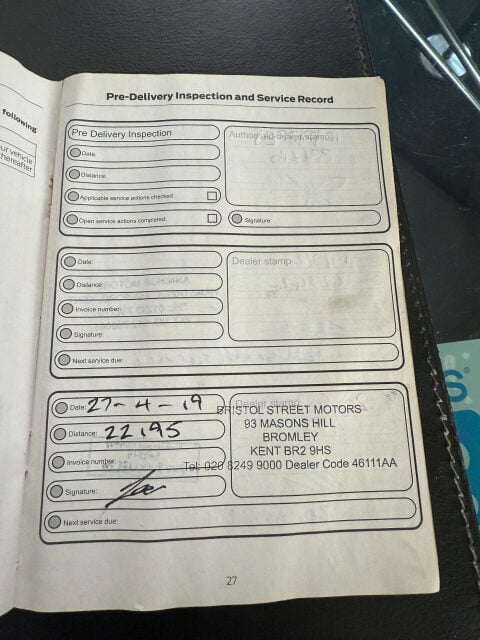 following
ur vehicle
hereafter
Pre-Delivery Inspection and Service Record
Pre Delivery Inspection
Authorised dealer stamp
Date:
Distance:
Applicable service actions checked:
Open service actions completed:
Signature:
Date:
Dealer stamp
Distance:
Invoice number:
Signature:
Next service due:
Date: 27-4-19
Dealer stamp
BRISTOL STREET MOTORS
Distance: 22195
93 MASONS HILL
BROMLEY
KENT BR2 9HS
Invoice number:
Tel: 020 8249 9000 Dealer Code 46111AA
Signature:
Next service due:
27
S